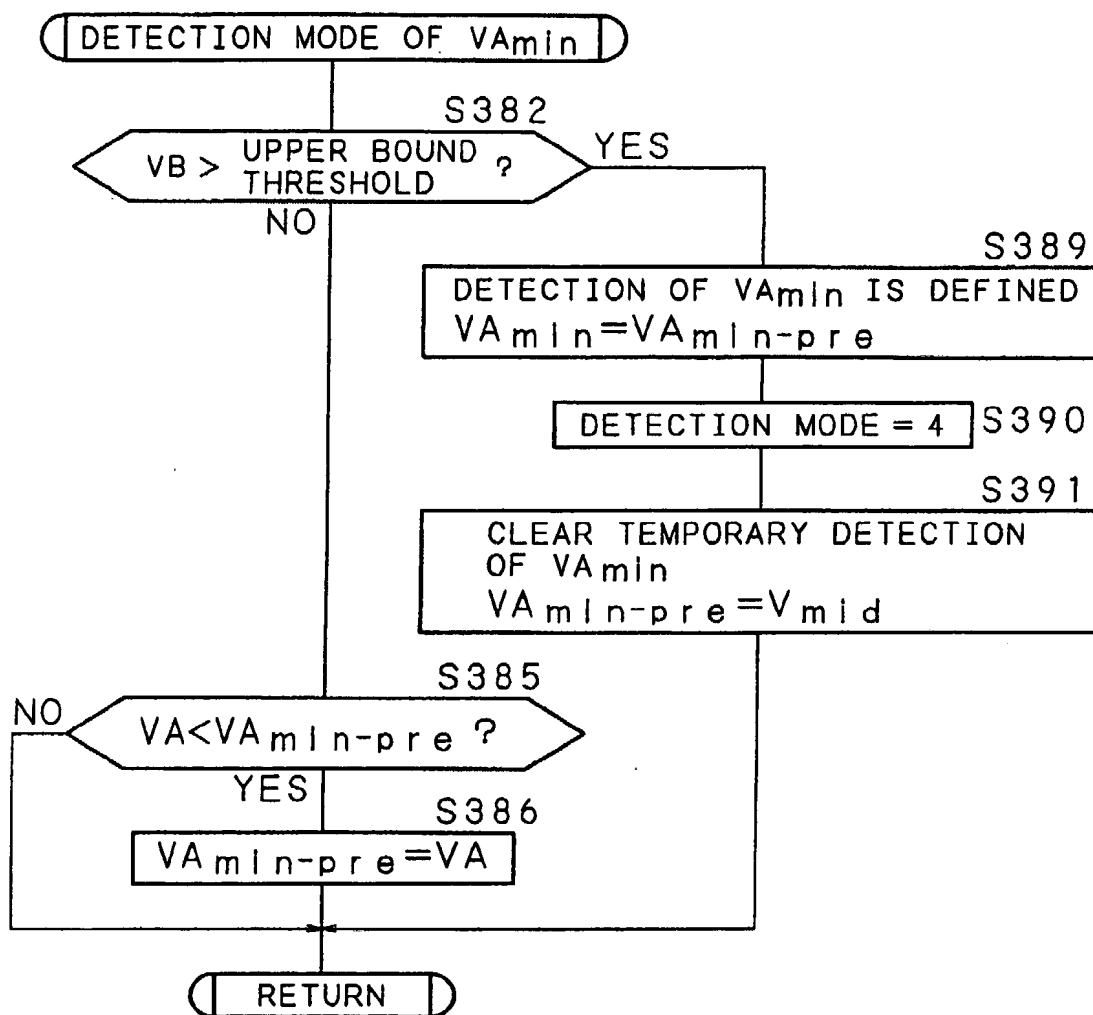 DETECTION MODE OF VAmin
S382
VB > UPPER BOUND THRESHOLD ?
YES
NO
S389
DETECTION OF VAmin IS DEFINED
VAmin=VAmin-pre
DETECTION MODE = 4
S390
S391
CLEAR TEMPORARY DETECTION
OF VAmin
VAmin-pre=Vmid
S385
NO
VA<VAmin-pre ?
YES
S386
VAmin-pre=VA
RETURN